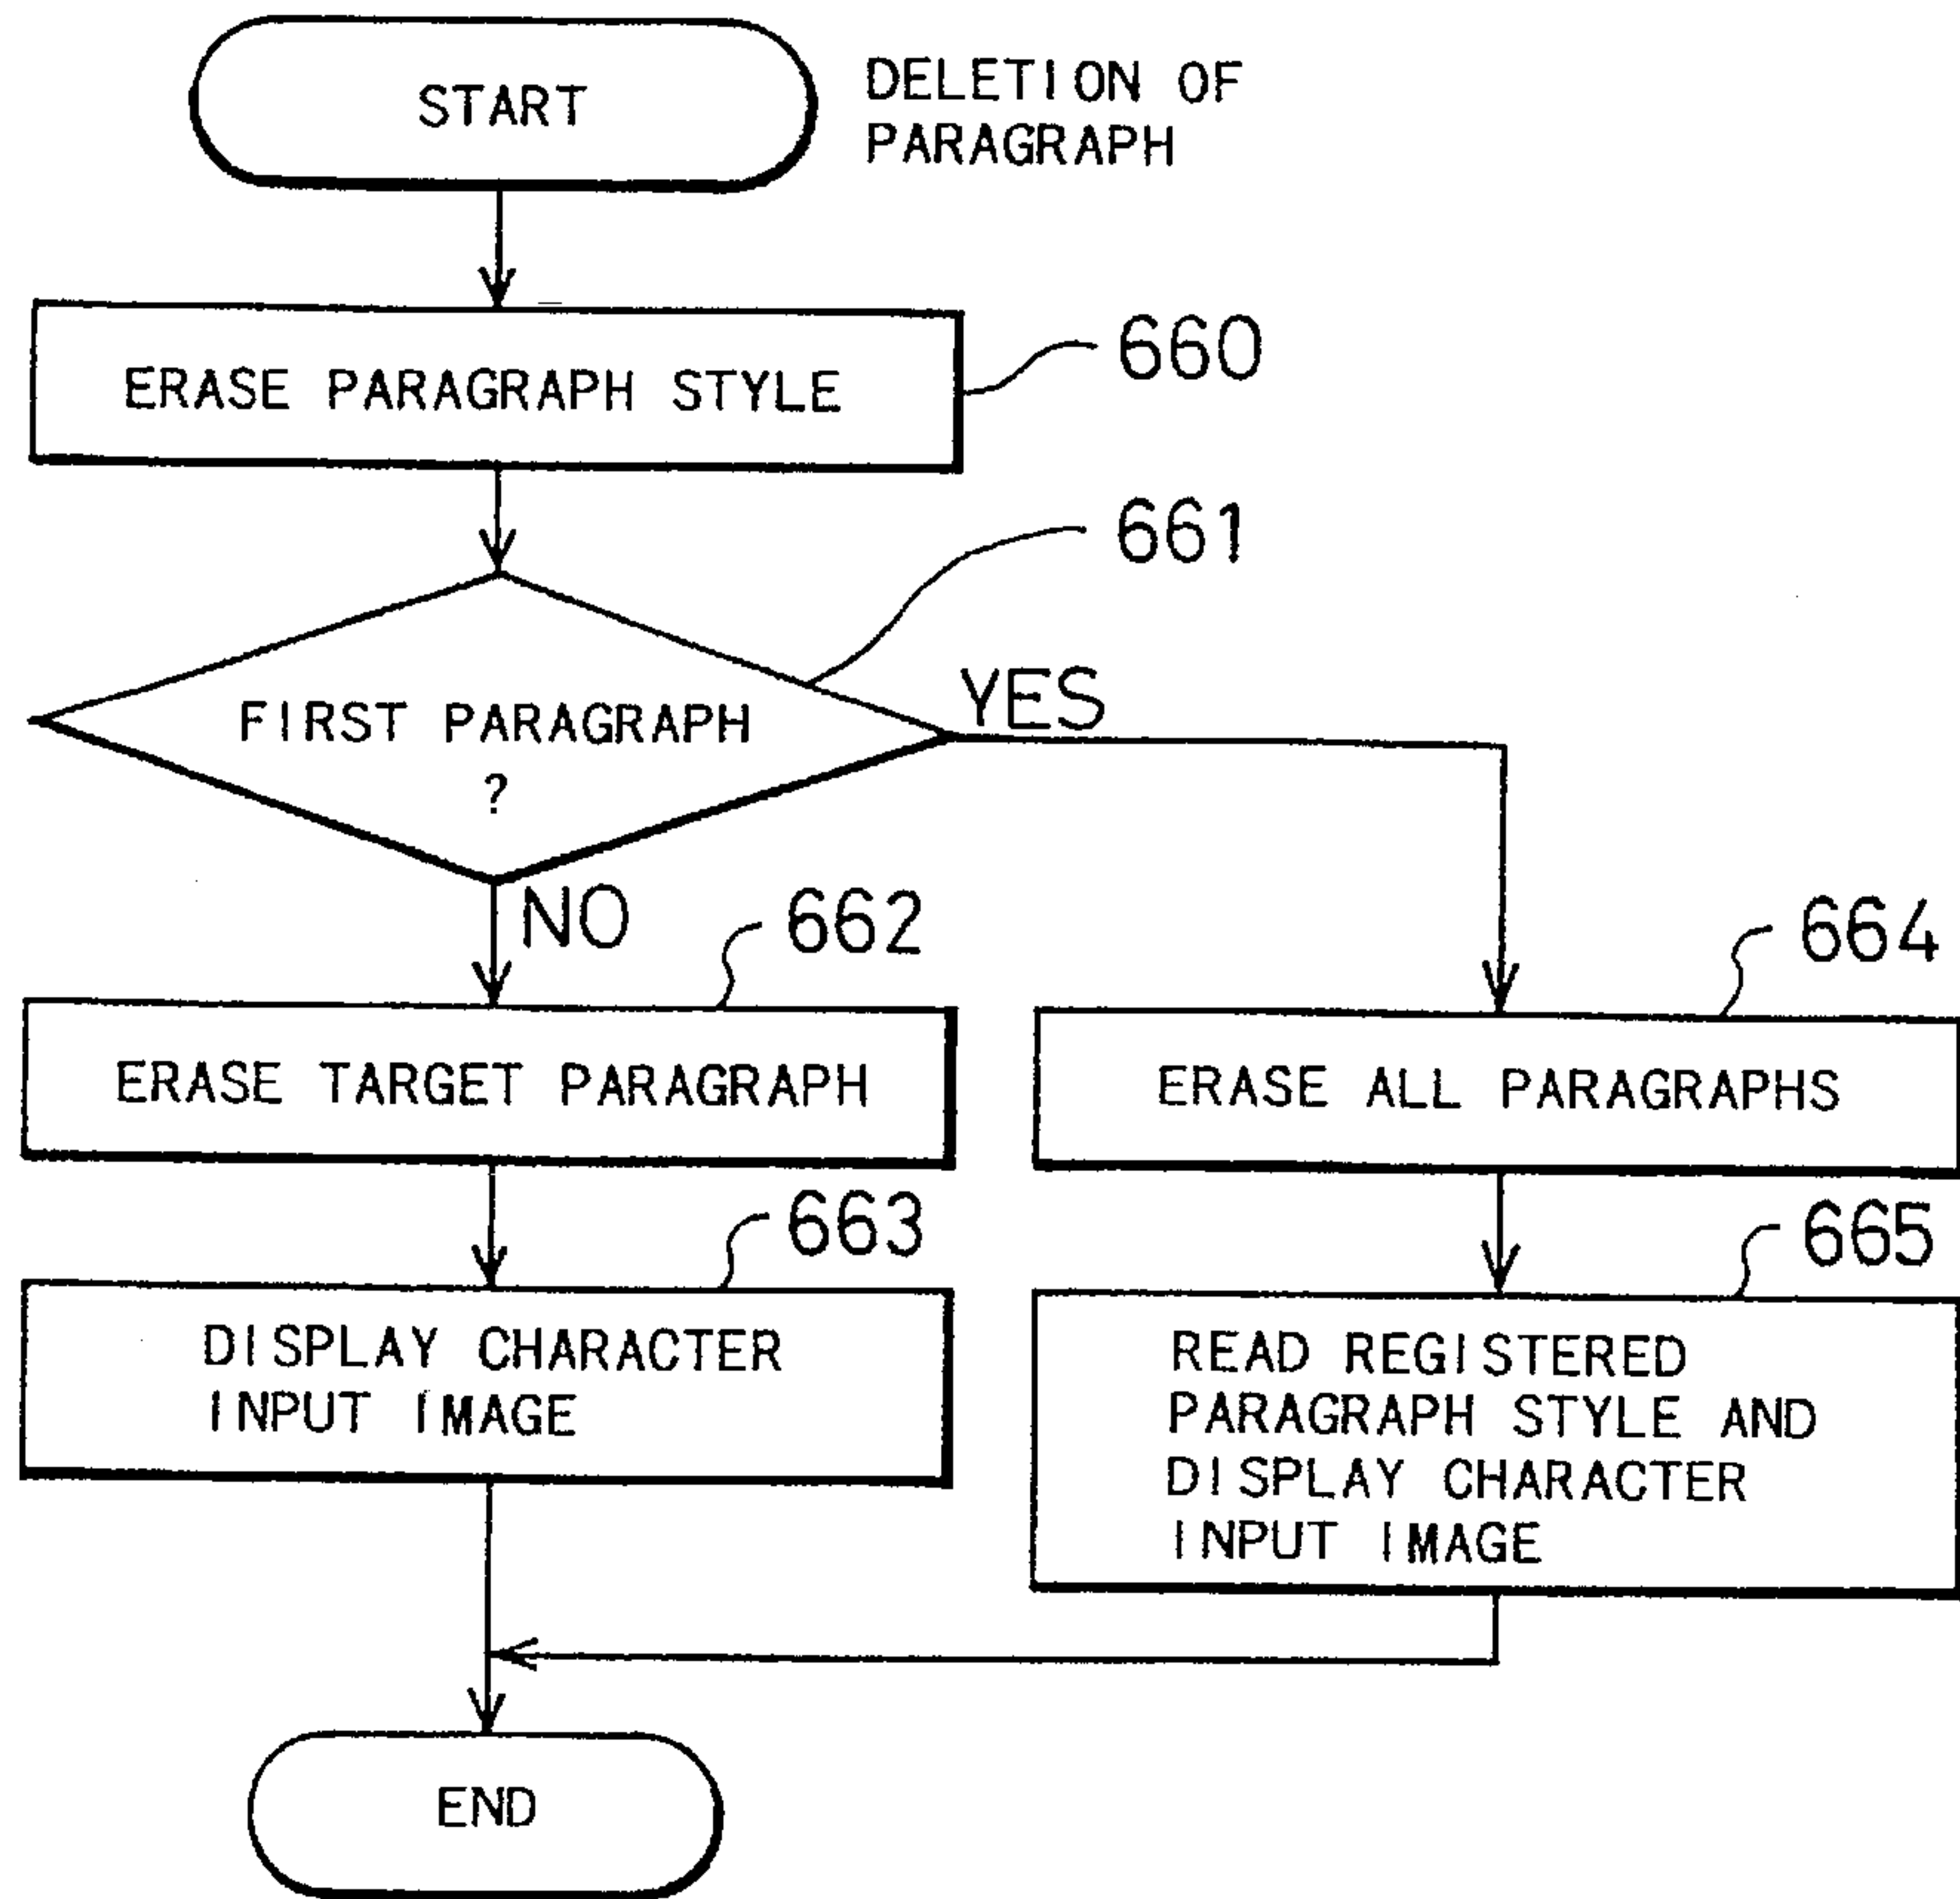 START
DELETION OF
PARAGRAPH
ERASE PARAGRAPH STYLE
660
661
FIRST PARAGRAPH
?
YES
NO
662
664
ERASE TARGET PARAGRAPH
ERASE ALL PARAGRAPHS
663
665
DISPLAY CHARACTER
INPUT IMAGE
READ REGISTERED
PARAGRAPH STYLE AND
DISPLAY CHARACTER
INPUT IMAGE
END